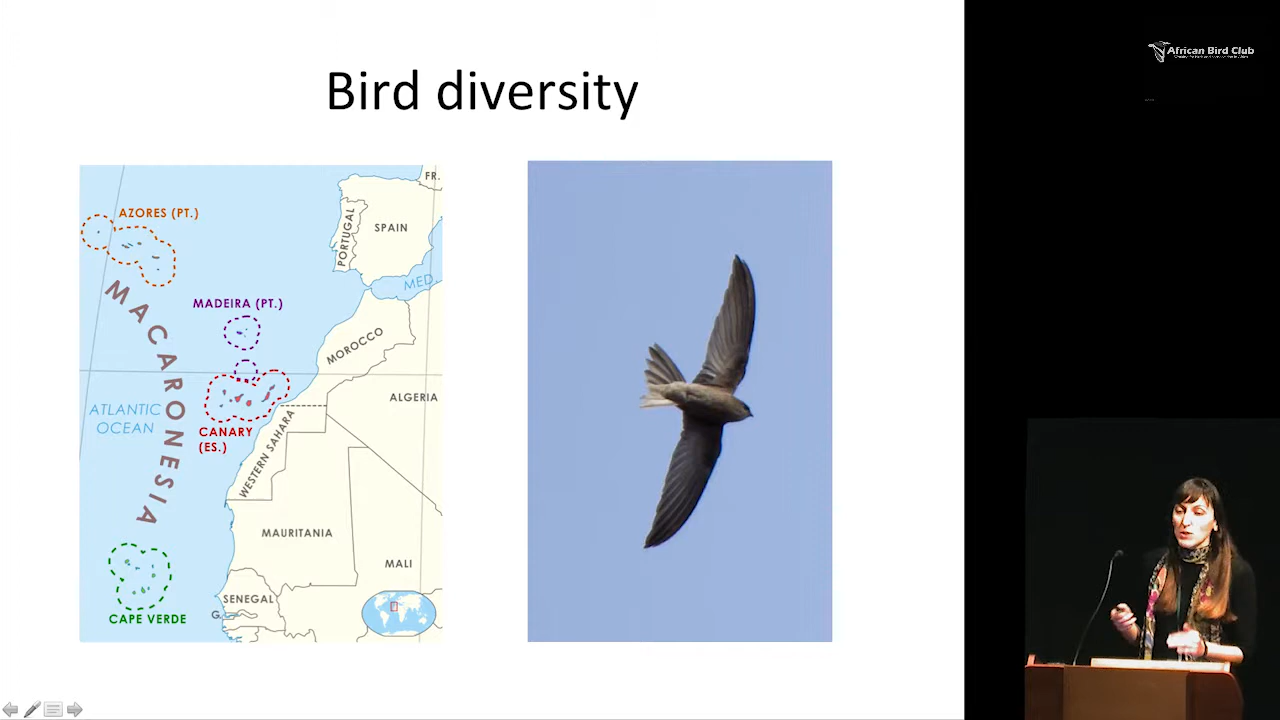 Bird diversity
African Bird Club
FR.
AZORES (PT.)
PORTUGAL
SPAIN
MED.
MACARONESIA
MADEIRA (PT.)
MOROCCO
ATLANTIC
OCEAN
ALGERIA
CANARY
(ES.)
WESTERN SAHARA
MAURITANIA
MALI
SENEGAL
G.
CAPE VERDE